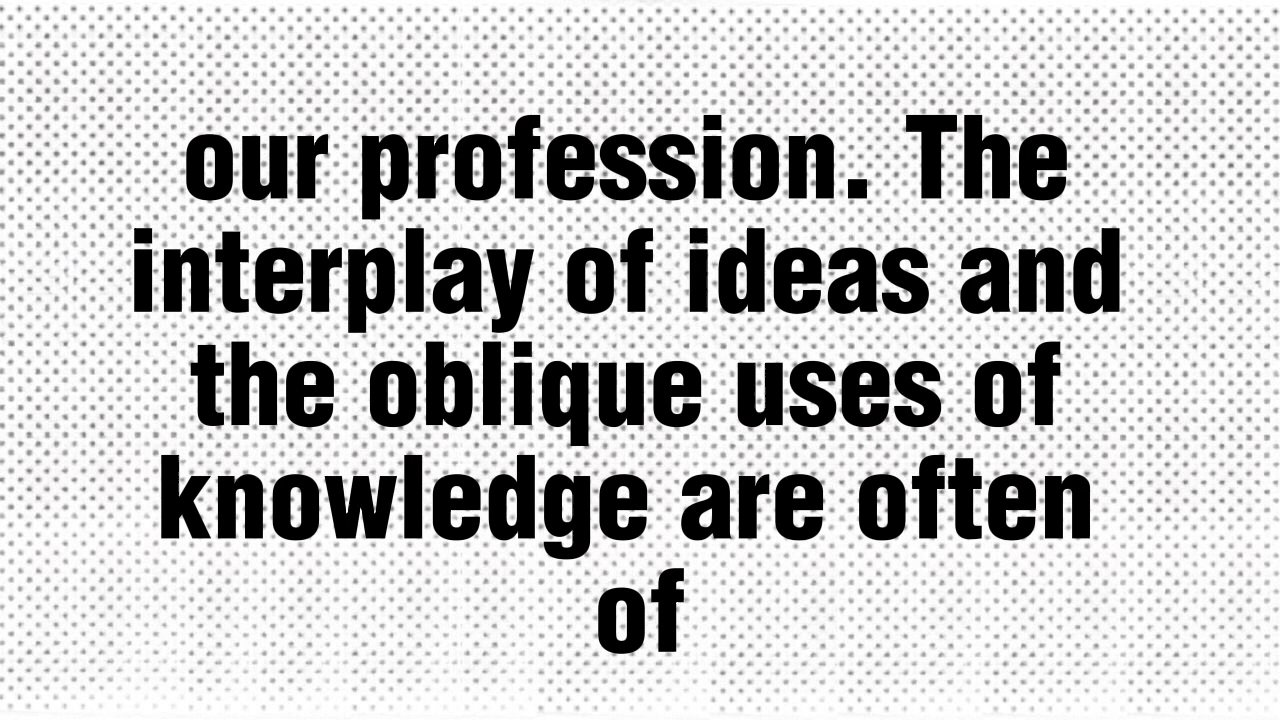 our profession. The
interplay of ideas and
the oblique uses of
knowledge are often
of